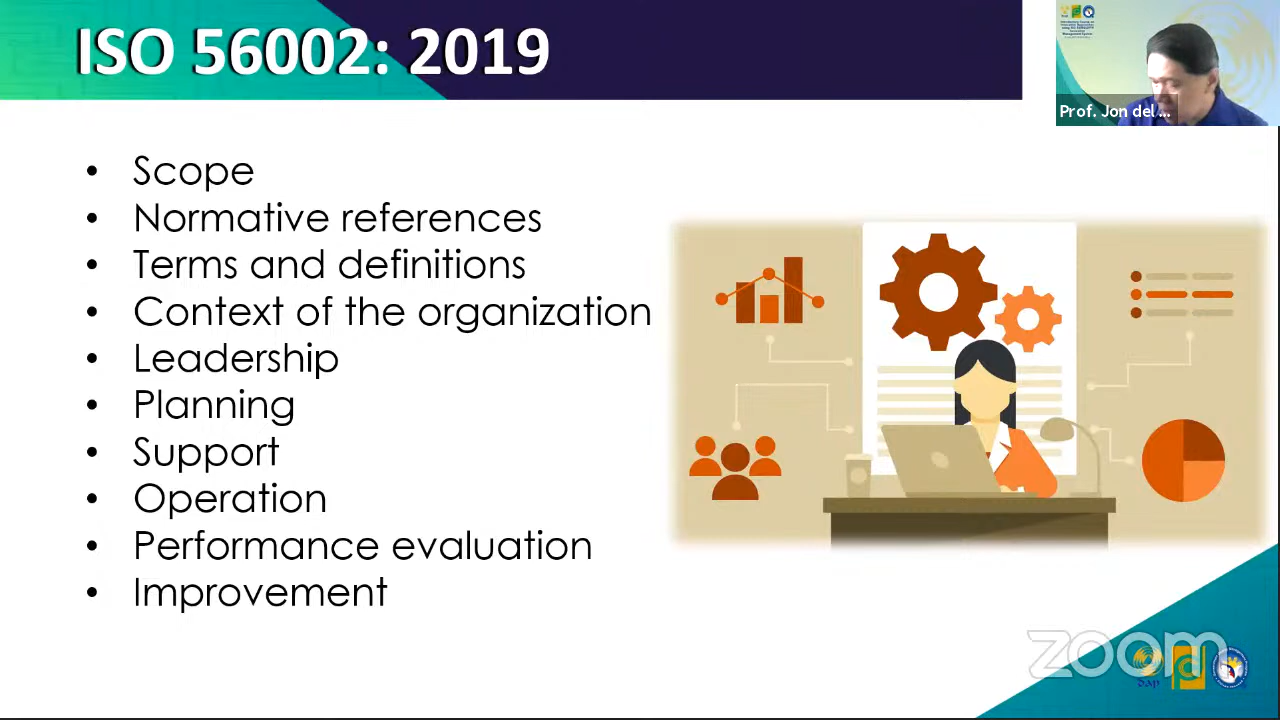 ISO 56002: 2019
Prof. Jon del ...
• Scope
• Normative references
• Terms and definitions
• Context of the organization
• Leadership
• Planning
• Support
• Operation
• Performance evaluation
• Improvement
zoom
dap